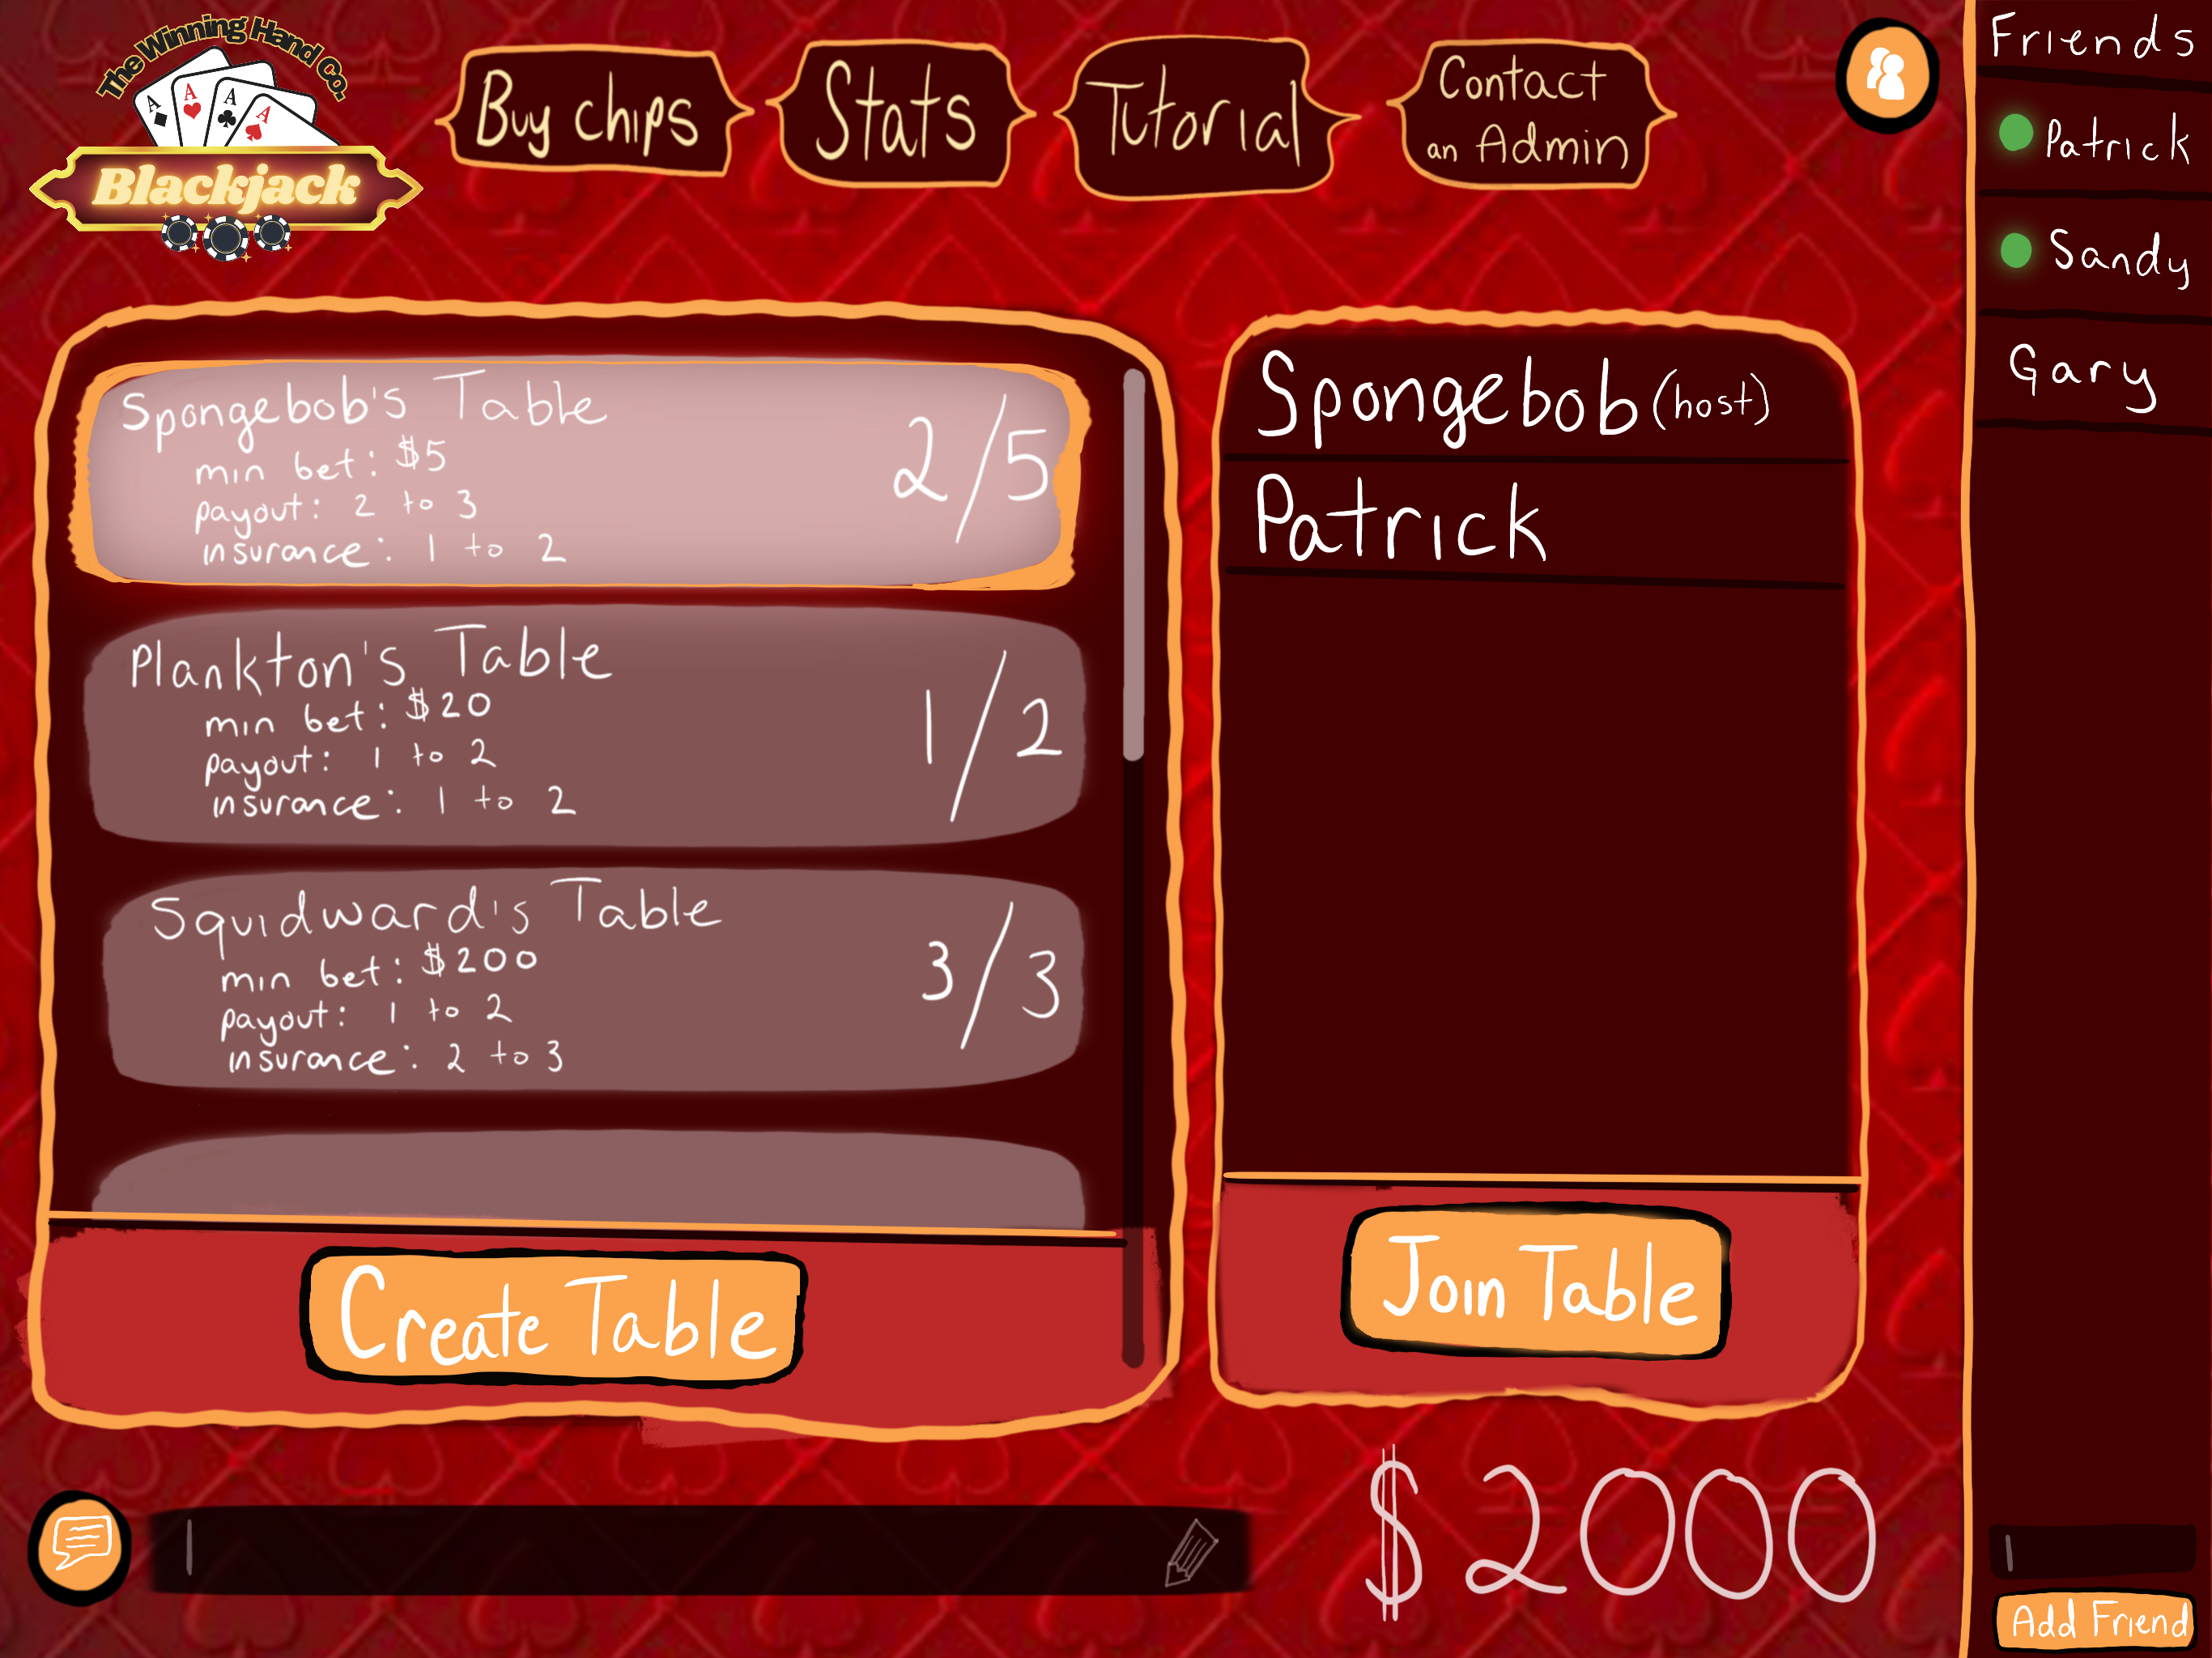 The Winning Hand Co.
A A A A
Blackjack
Buy chips
Stats
Tutorial
Contact
an Admin
Friends
Patrick
Sandy
Gary
Spongebob's Table
min bet: $5
payout: 2 to 3
insurance: 1 to 2
2/5
Plankton's Table
min bet: $20
payout: 1 to 2
insurance: 1 to 2
1/2
Squidward's Table
min bet: $200
payout: 1 to 2
insurance: 2 to 3
3/3
Create Table
Spongebob (host)
Patrick
Join Table
$2000
Add Friend